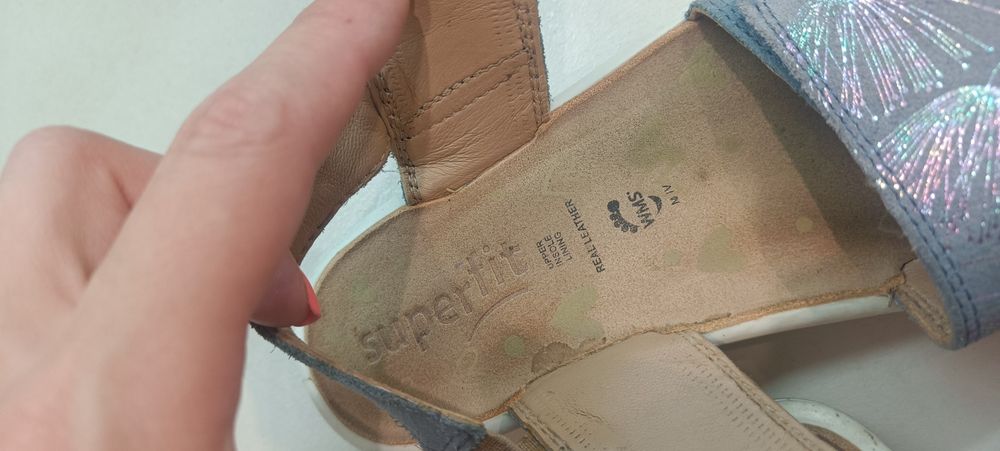 superfit
UPPER
INSOLE
LINING
REAL LEATHER
WMS
M IV